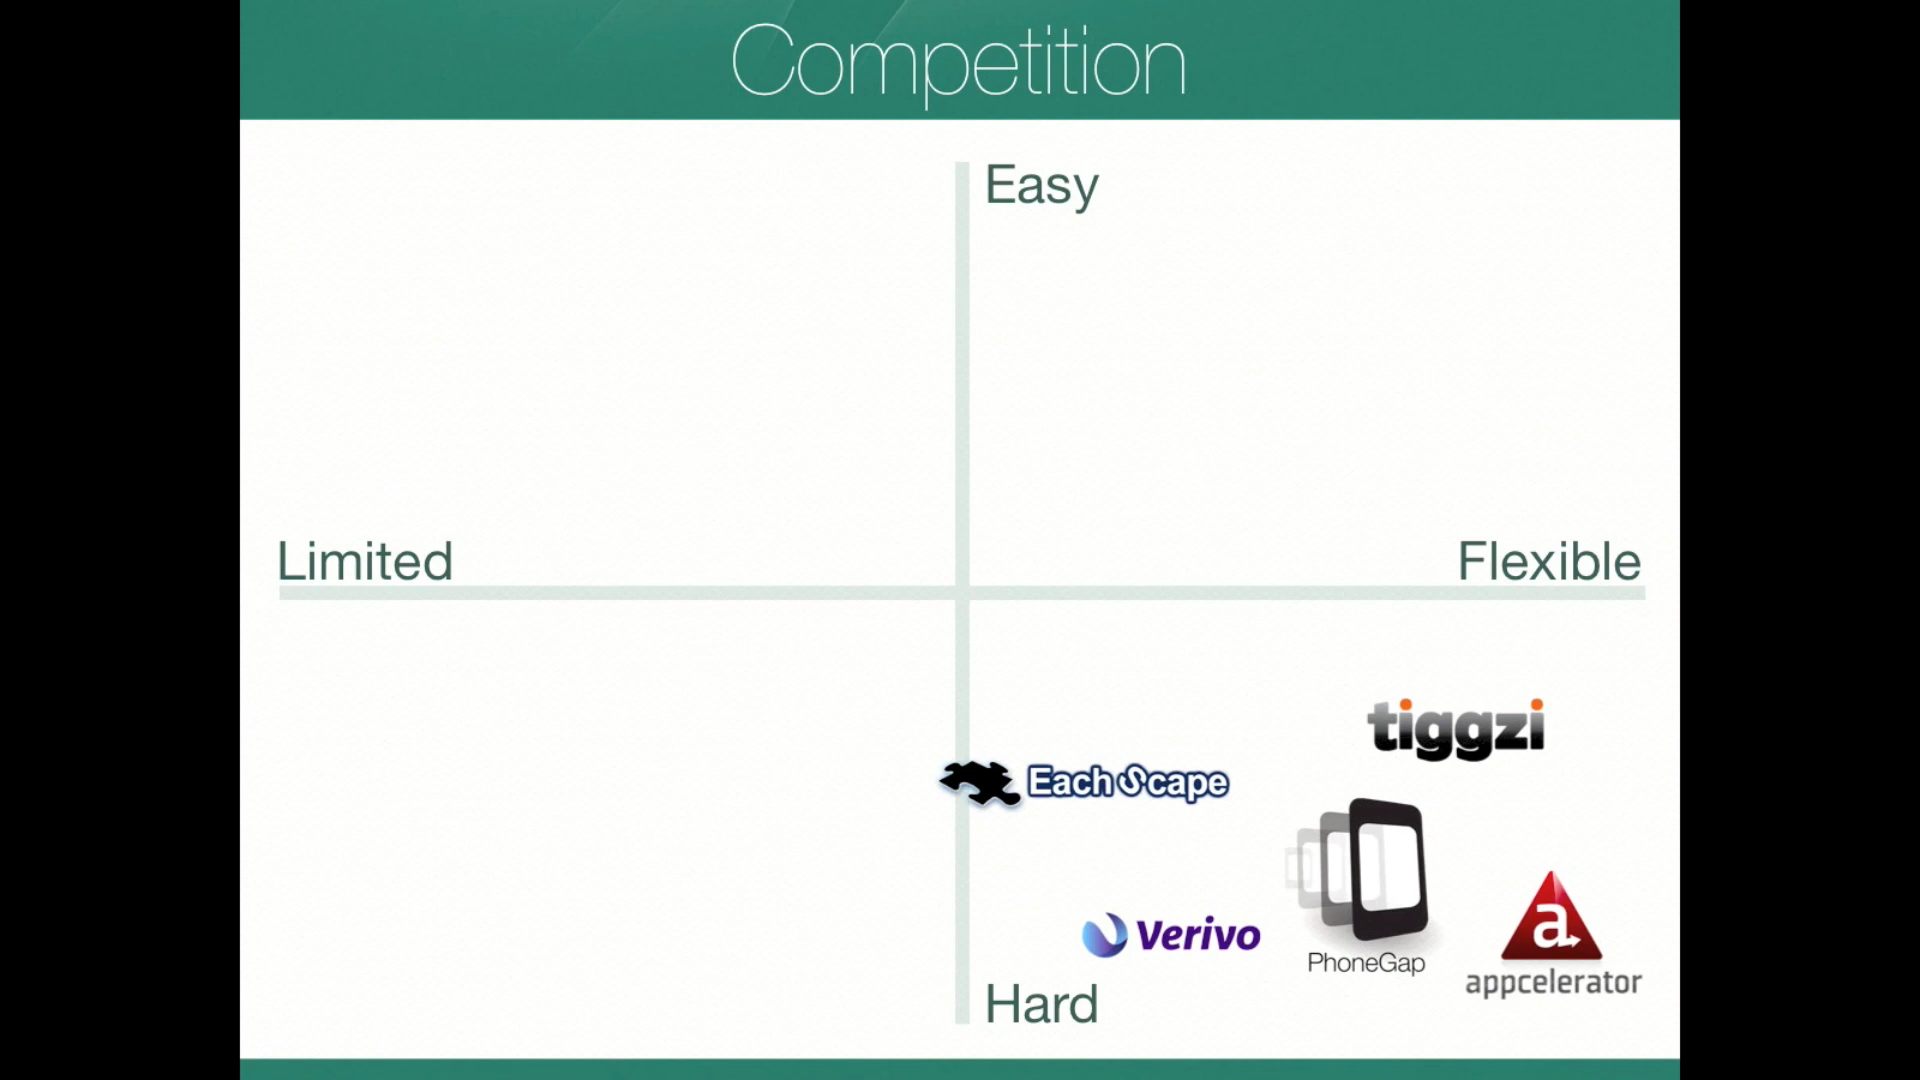 Competition
Easy
Limited
Flexible
tiggzi
EachScape
PhoneGap
Verivo
a
appcelerator
Hard